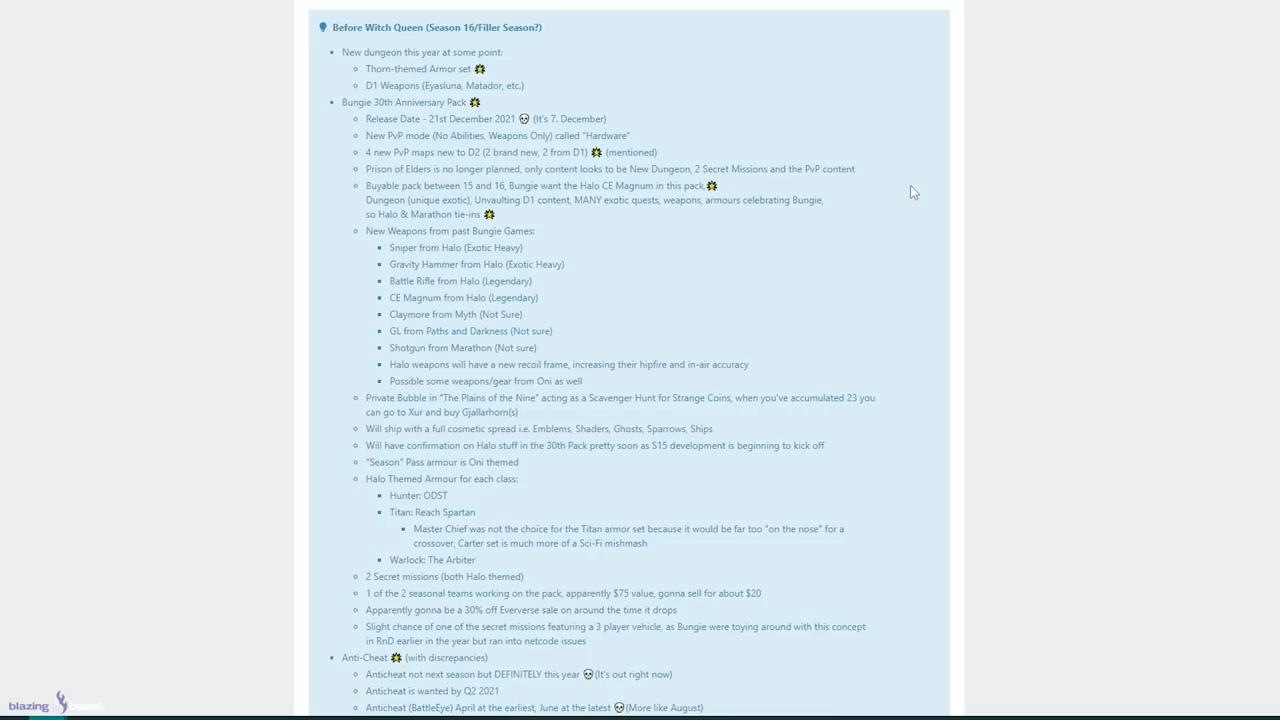 Before Witch Queen (Season 16/Filler Season?)
New dungeon this year at some point:
Thorn-themed Armor set
D1 Weapons (Eyasluna, Matador, etc.)
Bungie 30th Anniversary Pack
Release Date - 21st December 2021 (It's 7. December)
New PvP mode (No Abilities, Weapons Only) called "Hardware"
4 new PvP maps new to D2 (2 brand new, 2 from D1) (mentioned)
Prison of Elders is no longer planned, only content looks to be New Dungeon, 2 Secret Missions and the PvP content
Buyable pack between 15 and 16, Bungie want the Halo CE Magnum in this pack,
Dungeon (unique exotic), Unvaulting D1 content, MANY exotic quests, weapons, armours celebrating Bungie,
so Halo & Marathon tie-ins
New Weapons from past Bungie Games:
Sniper from Halo (Exotic Heavy)
Gravity Hammer from Halo (Exotic Heavy)
Battle Rifle from Halo (Legendary)
CE Magnum from Halo (Legendary)
Claymore from Myth (Not Sure)
GL from Paths and Darkness (Not sure)
Shotgun from Marathon (Not sure)
Halo weapons will have a new recoil frame, increasing their hipfire and in-air accuracy
Possible some weapons/gear from Oni as well
Private Bubble in "The Plains of the Nine" acting as a Scavenger Hunt for Strange Coins, when you've accumulated 23 you
can go to Xur and buy Gjallarhorn(s)
Will ship with a full cosmetic spread i.e. Emblems, Shaders, Ghosts, Sparrows, Ships
Will have confirmation on Halo stuff in the 30th Pack pretty soon as S15 development is beginning to kick off
"Season" Pass armour is Oni themed
Halo Themed Armour for each class:
Hunter: ODST
Titan: Reach Spartan
Master Chief was not the choice for the Titan armor set because it would be far too "on the nose" for a
crossover, Carter set is much more of a Sci-Fi mishmash
Warlock: The Arbiter
2 Secret missions (both Halo themed)
1 of the 2 seasonal teams working on the pack, apparently $75 value, gonna sell for about $20
Apparently gonna be a 30% off Eververse sale on around the time it drops
Slight chance of one of the secret missions featuring a 3 player vehicle, as Bungie were toying around with this concept
in RnD earlier in the year but ran into netcode issues
Anti-Cheat (with discrepancies)
Anticheat not next season but DEFINITELY this year (It's out right now)
Anticheat is wanted by Q2 2021
Anticheat (BattleEye) April at the earliest, June at the latest (More like August)
blazing